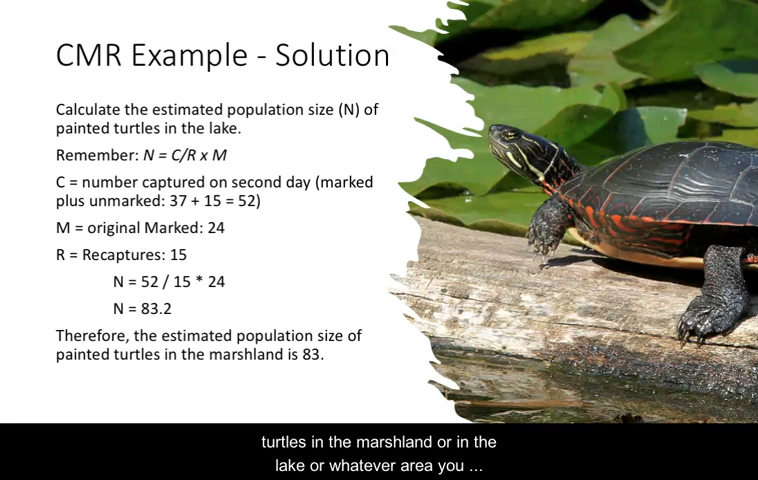 CMR Example - Solution
Calculate the estimated population size (N) of
painted turtles in the lake.
Remember: N = C/R x M
C = number captured on second day (marked
plus unmarked: 37 + 15 = 52)
M = original Marked: 24
R = Recaptures: 15
N = 52 / 15 * 24
N = 83.2
Therefore, the estimated population size of
painted turtles in the marshland is 83.
turtles in the marshland or in the
lake or whatever area you ...